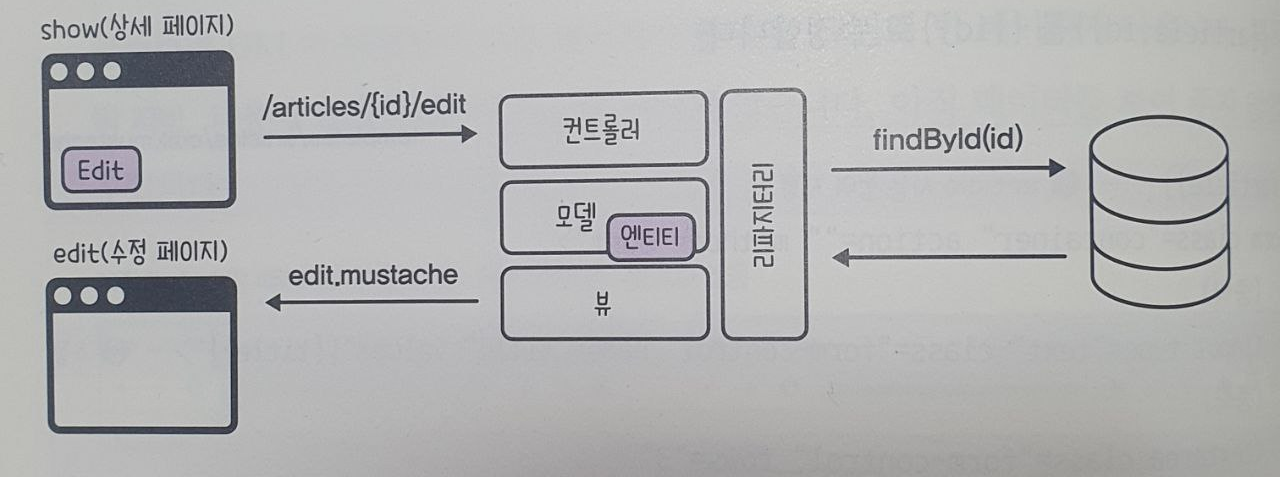 show(상세 페이지)
/articles/{id}/edit
컨트롤러
findById(id)
Edit
모델
엔티티
리파지터리
edit(수정 페이지)
edit.mustache
뷰